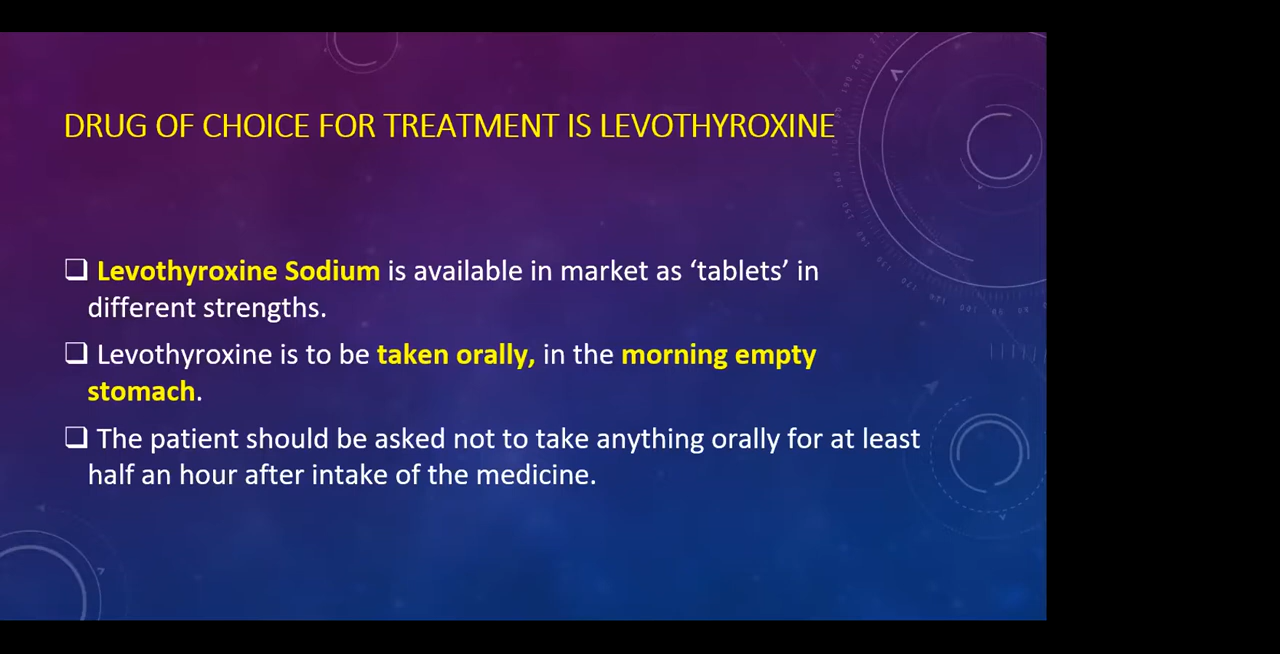 DRUG OF CHOICE FOR TREATMENT IS LEVOTHYROXINE
❑ Levothyroxine Sodium is available in market as ‘tablets’ in
different strengths.
❑ Levothyroxine is to be taken orally, in the morning empty
stomach.
❑ The patient should be asked not to take anything orally for at least
half an hour after intake of the medicine.